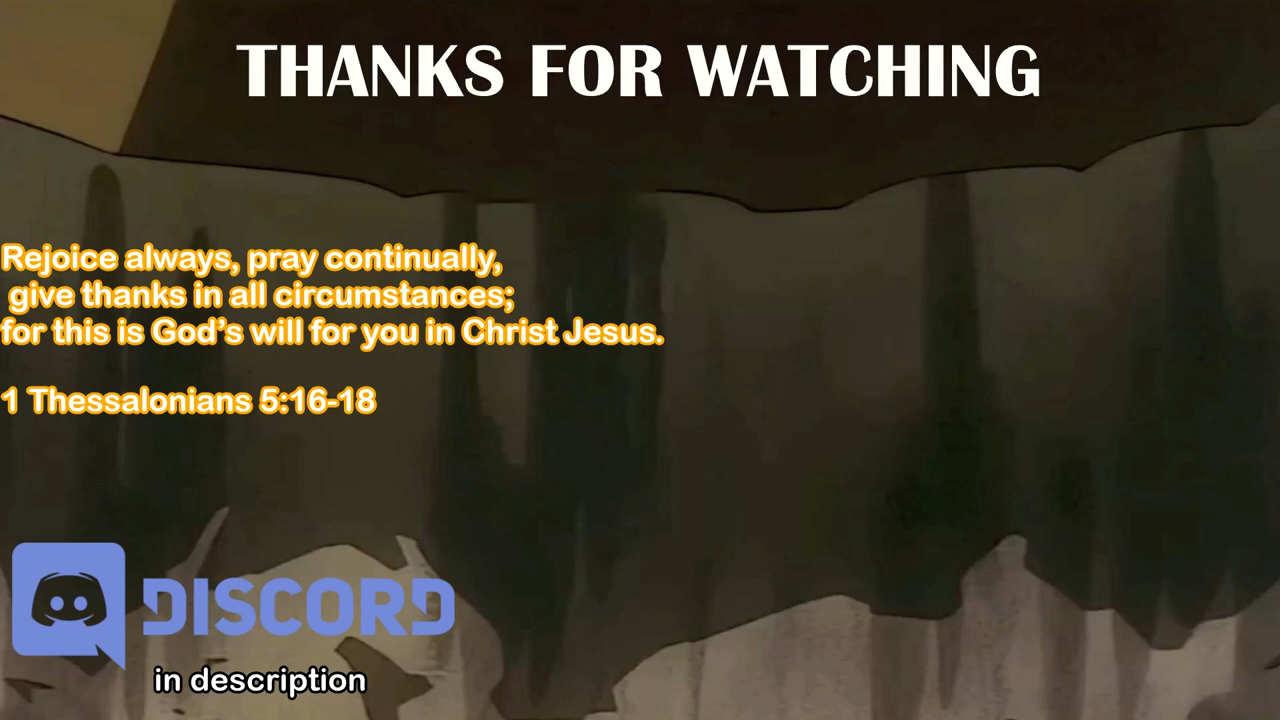 THANKS FOR WATCHING
Rejoice always, pray continually,
give thanks in all circumstances;
for this is God's will for you in Christ Jesus.
1 Thessalonians 5:16-18
DISCORD
in description